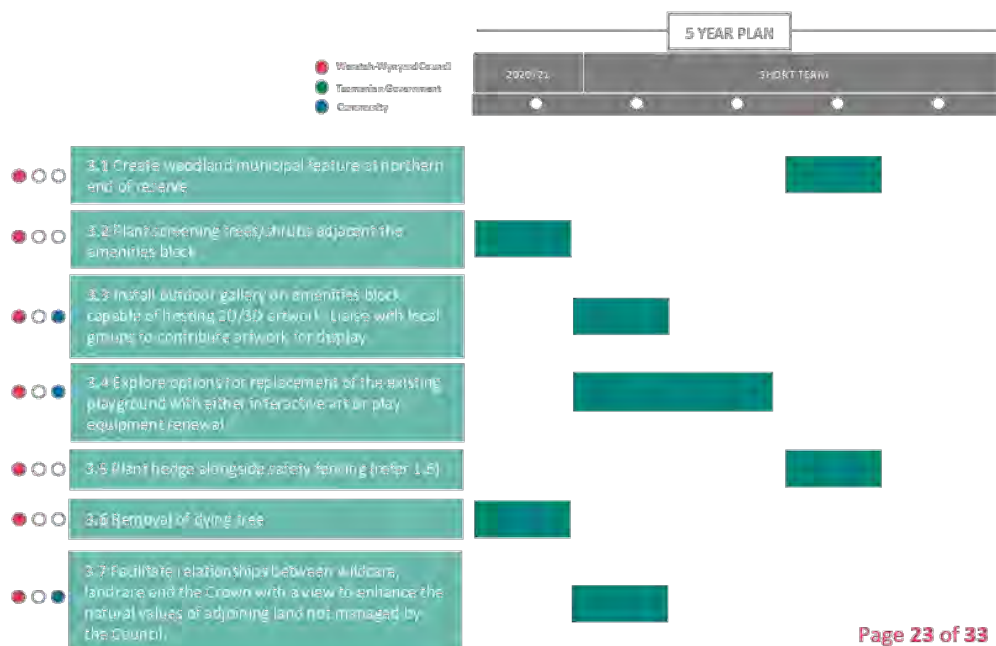 5 YEAR PLAN
Waratah-Wynyard Council
2020/21
SHORT TERM
Tasmanian Government
Community
3.1 Create woodland municipal feature at northern
end of reserve
3.2 Plant screening trees/shrubs adjacent the
amenities block
3.3 Install outdoor gallery on amenities block
capable of hosting 2D/3D artwork. Liaise with local
groups to contribute artwork for display
3.4 Explore options for replacement of the existing
playground with either interactive art or play
equipment renewal
3.5 Plant hedge alongside safety fencing (refer 1.5)
3.6 Removal of dying tree
3.7 Facilitate relationships between wildcare,
landcare and the Crown with a view to enhance the
natural values of adjoining land not managed by
the Council.
Page 23 of 33